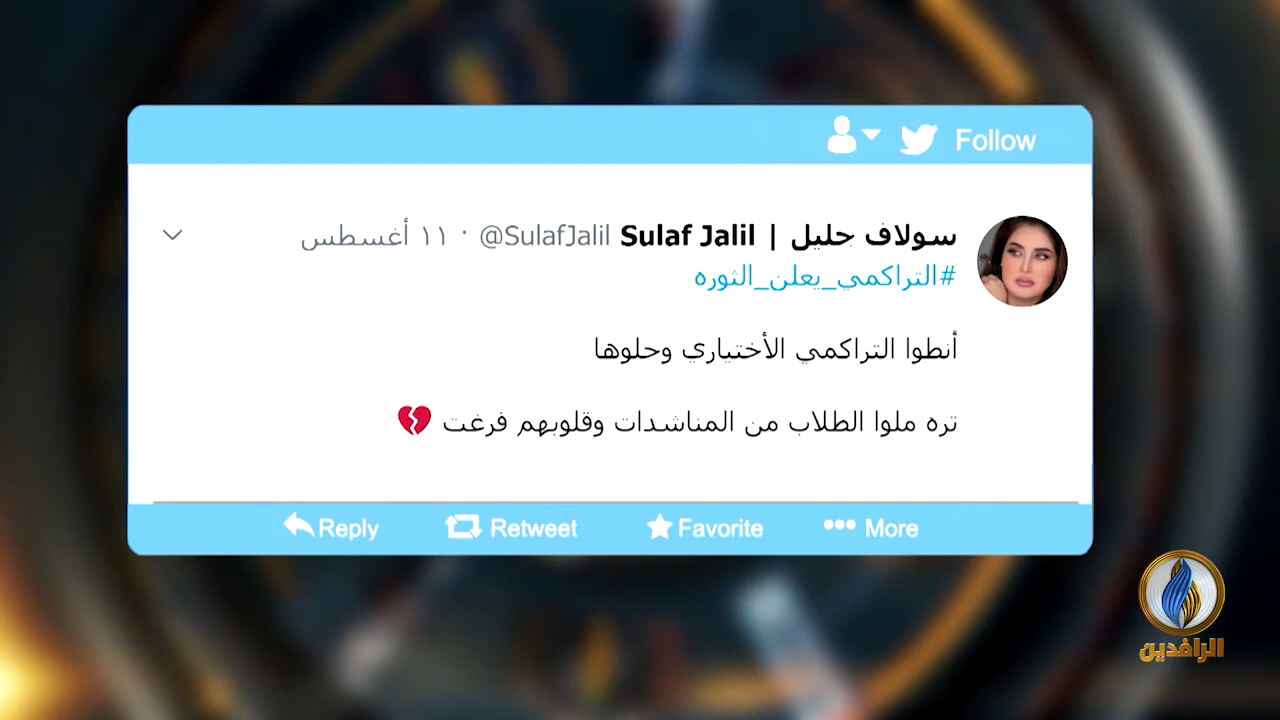 Follow
سولاف جليل | Sulaf Jalil @SulafJalil · ١١ أغسطس
#التراكمي_يعلن_الثوره
أنطوا التراكمي الأختياري وحلوها
تره ملوا الطلاب من المناشدات وقلوبهم فرغت 💔
Reply Retweet Favorite More
الرافدين